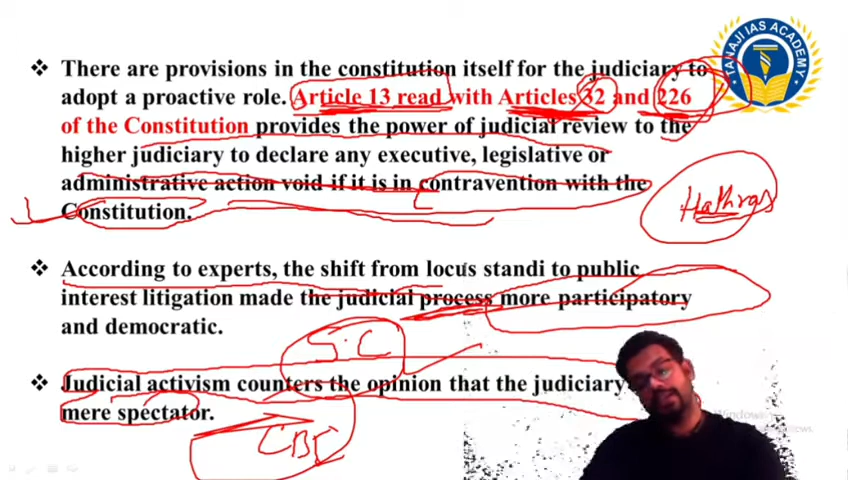 TANAJI IAS ACADEMY
❖ There are provisions in the constitution itself for the judiciary to
adopt a proactive role. Article 13 read with Articles 32 and 226
of the Constitution provides the power of judicial review to the
higher judiciary to declare any executive, legislative or
administrative action void if it is in contravention with the
Constitution.
Hathras
❖ According to experts, the shift from locus standi to public
interest litigation made the judicial process more participatory
and democratic.
S.C
❖ Judicial activism counters the opinion that the judiciary
mere spectator.
CBI
Windows